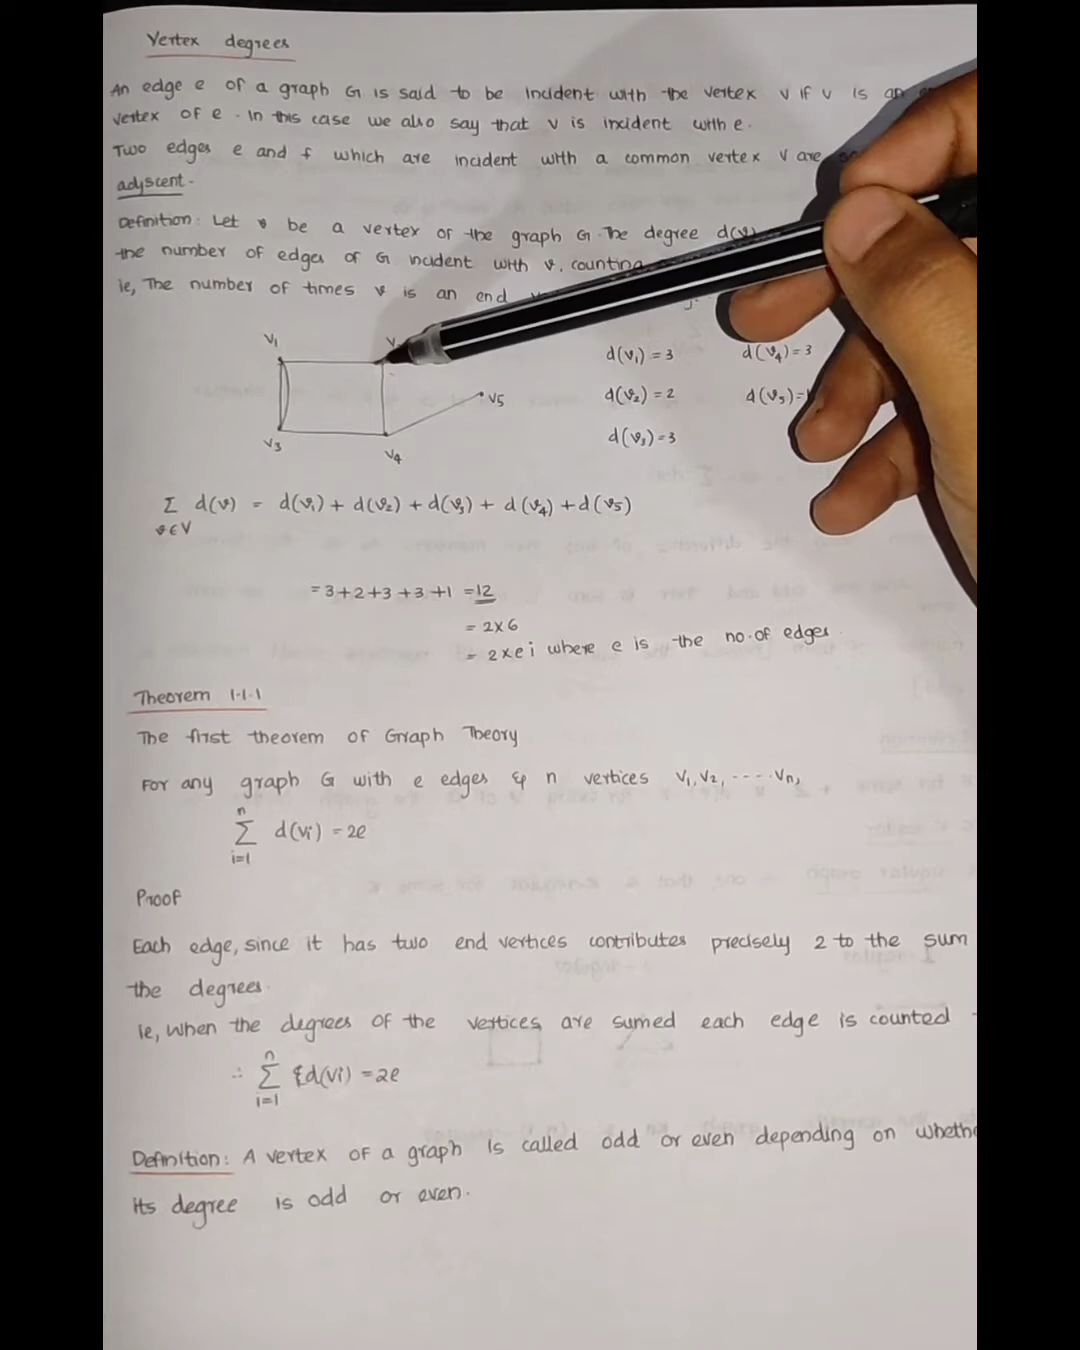 Vertex degrees
An edge e of a graph G is said to be incident with the vertex v if v is an
vertex of e. In this case we also say that v is incident with e.
Two edges e and f which are incident with a common vertex v are
adjscent-
Definition: Let v be a vertex of the graph G. The degree d(v)
the number of edges of G incident with v, counting
ie, The number of times v is an end
V1
V5
V3
V4
d(v1) = 3 d(v4) = 3
d(v2) = 2 d(v5) =
d(v3) = 3
Σ d(v) = d(v1) + d(v2) + d(v3) + d(v4) + d(v5)
v∈V
= 3+2+3+3+1 = 12
= 2×6
= 2×e i where e is the no. of edges.
Theorem 1.1.1
The first theorem of Graph Theory
For any graph G with e edges & n vertices V1, V2, ---- Vn,
n
Σ d(vi) = 2e
i=1
Proof
Each edge, since it has two end vertices contributes precisely 2 to the sum
the degrees.
ie, when the degrees of the vertices are sumed each edge is counted
n
∴ Σ d(vi) = 2e
i=1
Definition: A vertex of a graph is called odd or even depending on whethe
its degree is odd or even.